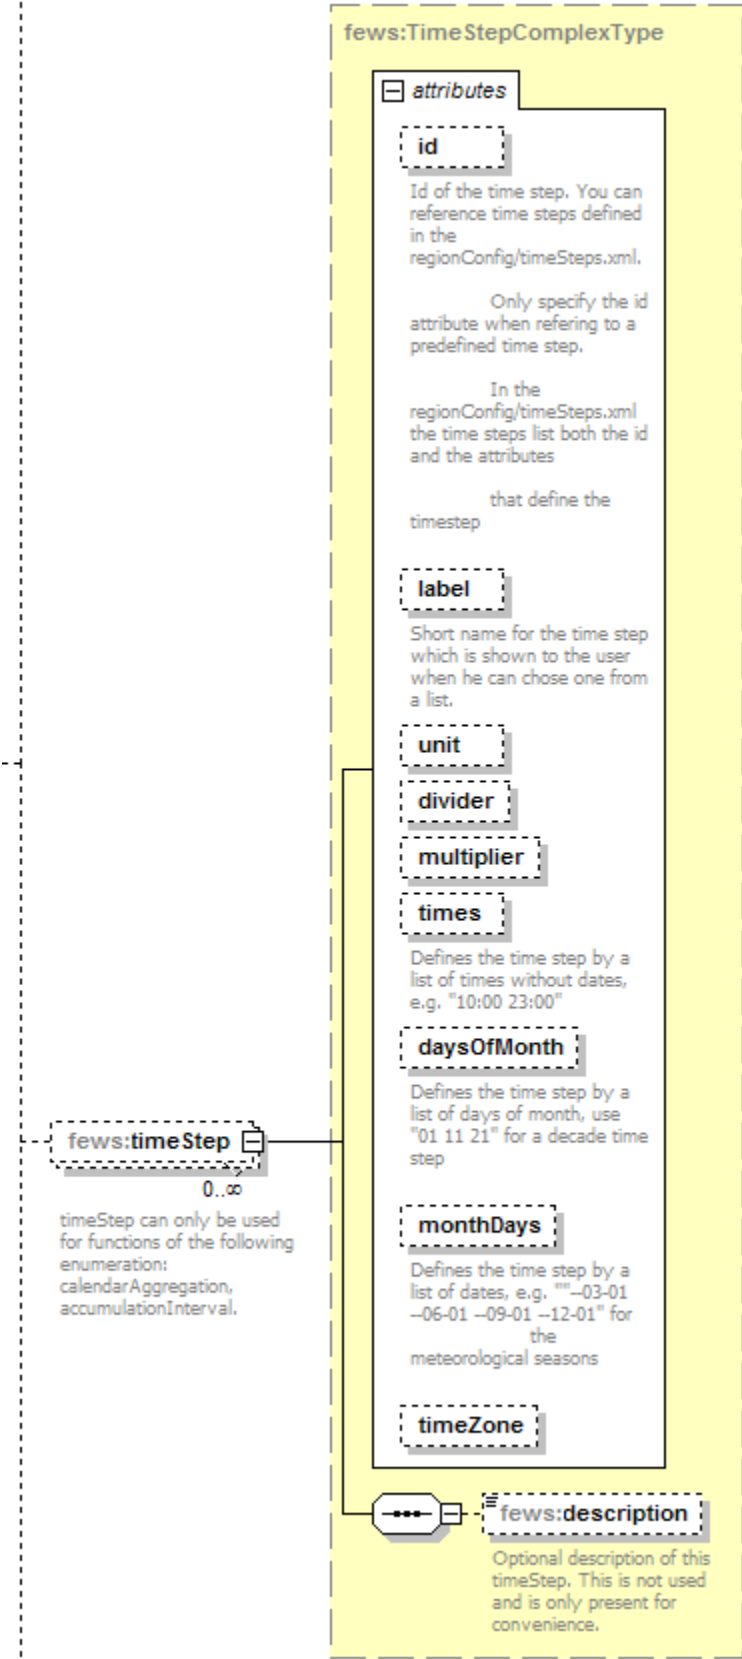 fews:TimeStepComplexType
attributes
id
Id of the time step. You can
reference time steps defined
in the
regionConfig/timeSteps.xml.
Only specify the id
attribute when refering to a
predefined time step.
In the
regionConfig/timeSteps.xml
the time steps list both the id
and the attributes
that define the
timestep
label
Short name for the time step
which is shown to the user
when he can chose one from
a list.
unit
divider
multiplier
times
Defines the time step by a
list of times without dates,
e.g. "10:00 23:00"
daysOfMonth
Defines the time step by a
list of days of month, use
"01 11 21" for a decade time
step
fews:timeStep
0..∞
timeStep can only be used
for functions of the following
enumeration:
calendarAggregation,
accumulationInterval.
monthDays
Defines the time step by a
list of dates, e.g. ""--03-01
--06-01 --09-01 --12-01" for
the
meteorological seasons
timeZone
fews:description
Optional description of this
timeStep. This is not used
and is only present for
convenience.